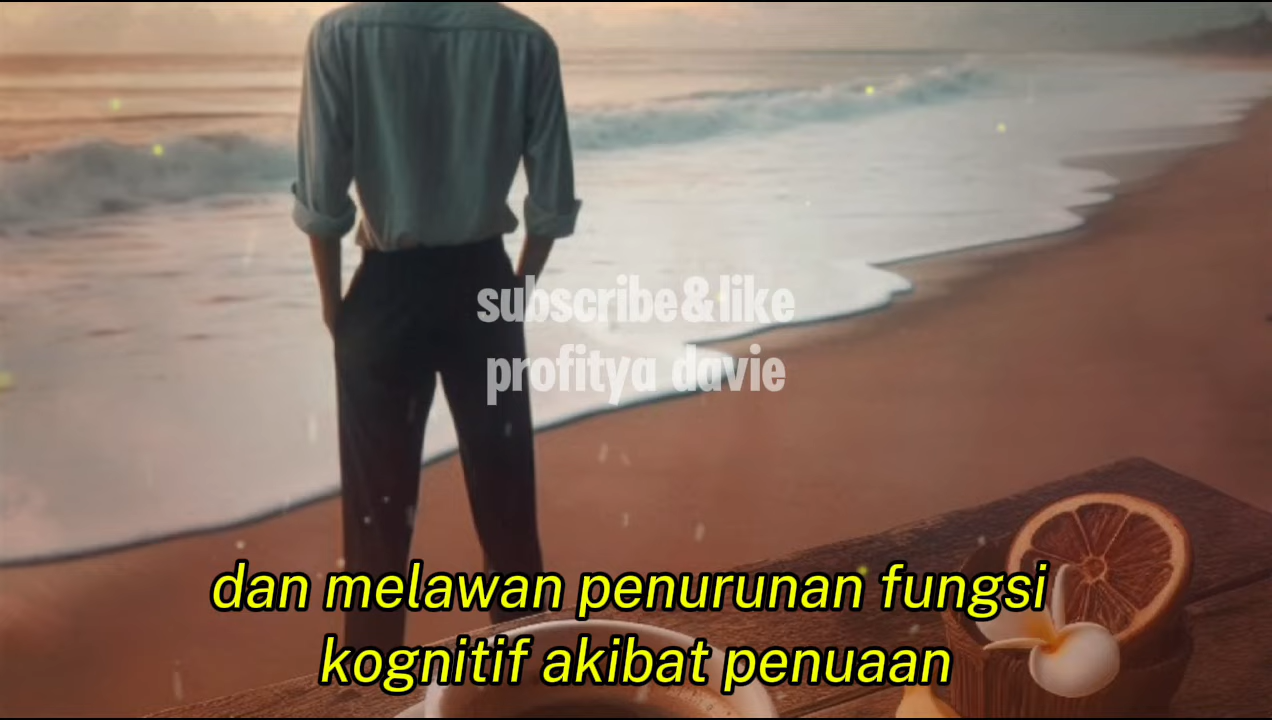 subscribe&like
profitya davie
dan melawan penurunan fungsi
kognitif akibat penuaan